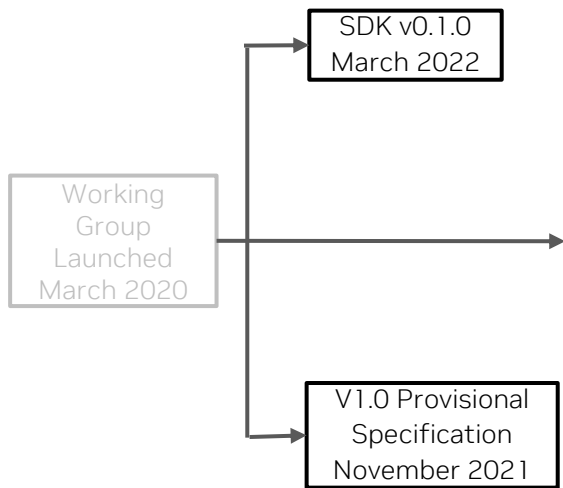 SDK v0.1.0
March 2022
Working
Group
Launched
March 2020
V1.0 Provisional
Specification
November 2021